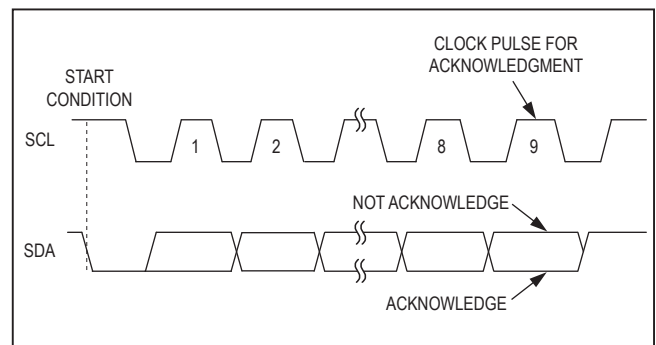 CLOCK PULSE FOR
ACKNOWLEDGMENT
START
CONDITION
SCL
1
2
8
9
NOT ACKNOWLEDGE
SDA
ACKNOWLEDGE